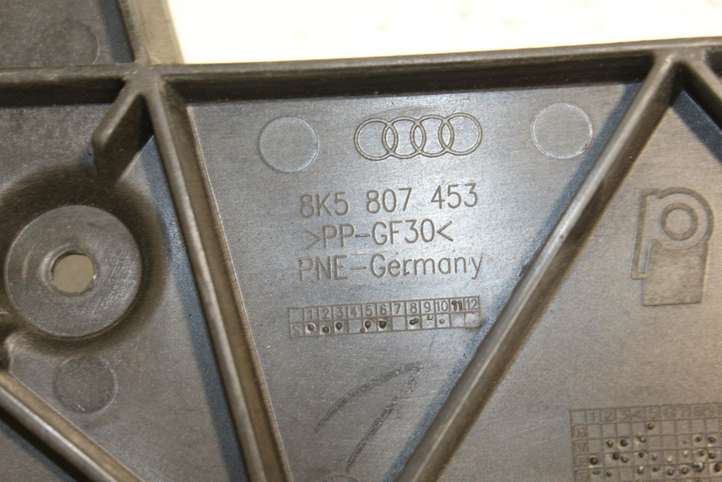 8K5 807 453
>PP-GF30<
PNE-Germany
1 2 3 4 5 6 7 8 9 10 11 12